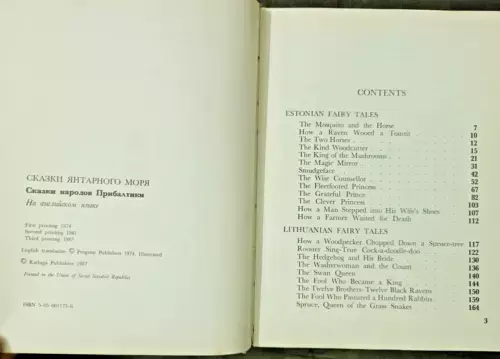 СКАЗКИ ЯНТАРНОГО МОРЯ
Сказки народов Прибалтики
На английском языке
First printing 1974
Second printing 1981
Third printing 1987
English translation © Progress Publishers 1974, Illustrated
© Raduga Publishers 1987
Printed in the Union of Soviet Socialist Republics
ISBN 5-05-001175-6
CONTENTS
ESTONIAN FAIRY TALES
The Mosquito and the Horse 7
How a Raven Wooed a Tomtit 10
The Two Horses 12
The Kind Woodcutter 15
The King of the Mushrooms 21
The Magic Mirror 31
Smudgeface 42
The Wise Counsellor 52
The Fleetfooted Princess 67
The Grateful Prince 82
The Clever Princess 103
How a Man Stepped into His Wife's Shoes 107
How a Farmer Waited for Death 112
LITHUANIAN FAIRY TALES
How a Woodpecker Chopped Down a Spruce-tree 117
Rooster Sing-True Cock-a-doodle-doo 122
The Hedgehog and His Bride 130
The Washerwoman and the Count 136
The Swan Queen 140
The Fool Who Became a King 144
The Twelve Brothers-Twelve Black Ravens 150
The Fool Who Pastured a Hundred Rabbits 159
Spruce, Queen of the Grass Snakes 164
3